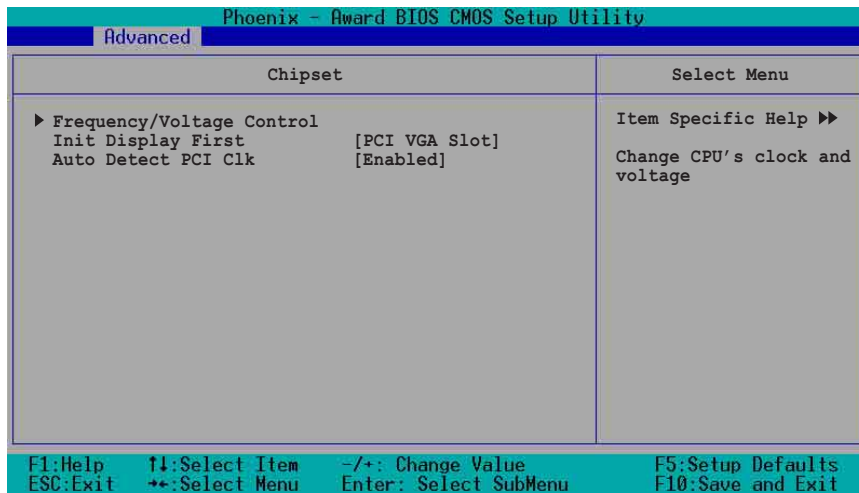 Phoenix - Award BIOS CMOS Setup Utility
Advanced
Chipset
Select Menu
Frequency/Voltage Control
Init Display First [PCI VGA Slot]
Auto Detect PCI Clk [Enabled]
Item Specific Help
Change CPU's clock and
voltage
F1:Help ↑↓:Select Item -/+: Change Value F5:Setup Defaults
ESC:Exit →←:Select Menu Enter: Select SubMenu F10:Save and Exit